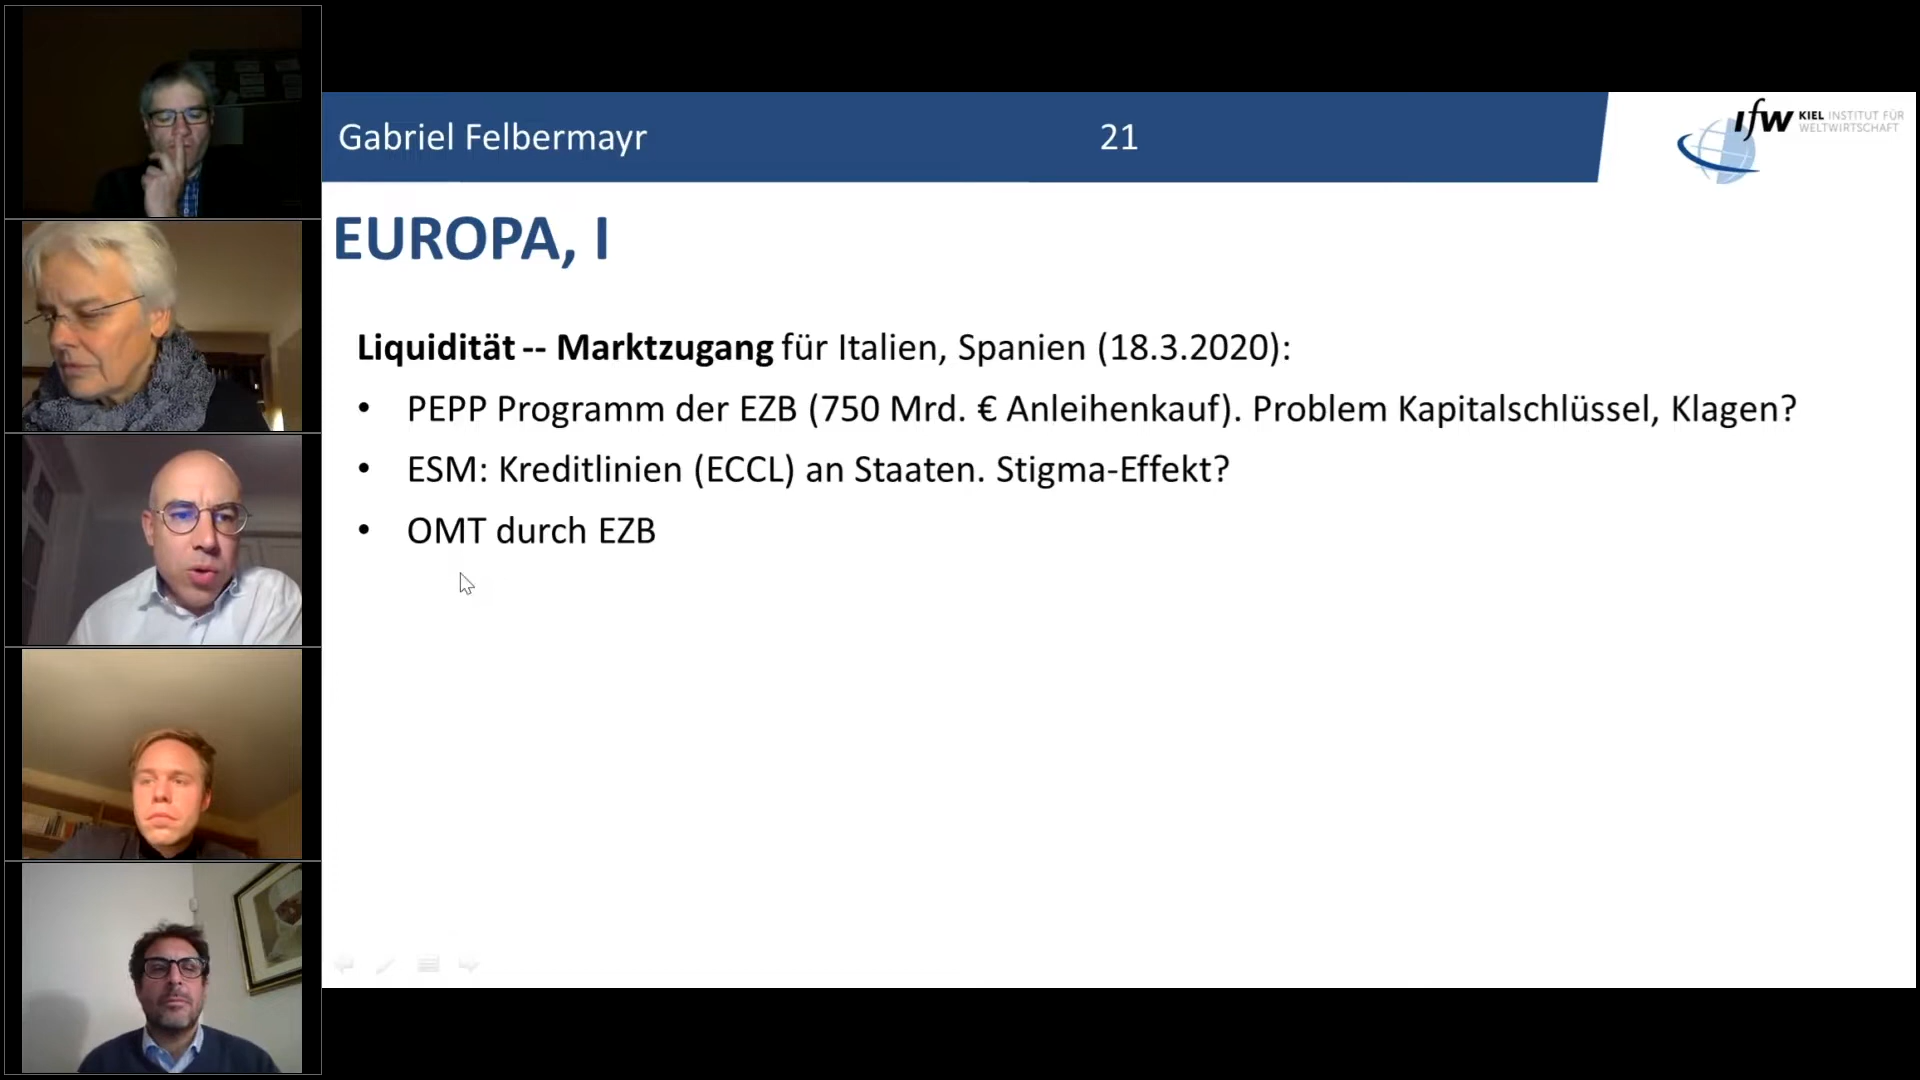 Gabriel Felbermayr
21
ifw KIEL INSTITUT FÜR
WELTWIRTSCHAFT
EUROPA, I
Liquidität -- Marktzugang für Italien, Spanien (18.3.2020):
• PEPP Programm der EZB (750 Mrd. € Anleihenkauf). Problem Kapitalschlüssel, Klagen?
• ESM: Kreditlinien (ECCL) an Staaten. Stigma-Effekt?
• OMT durch EZB